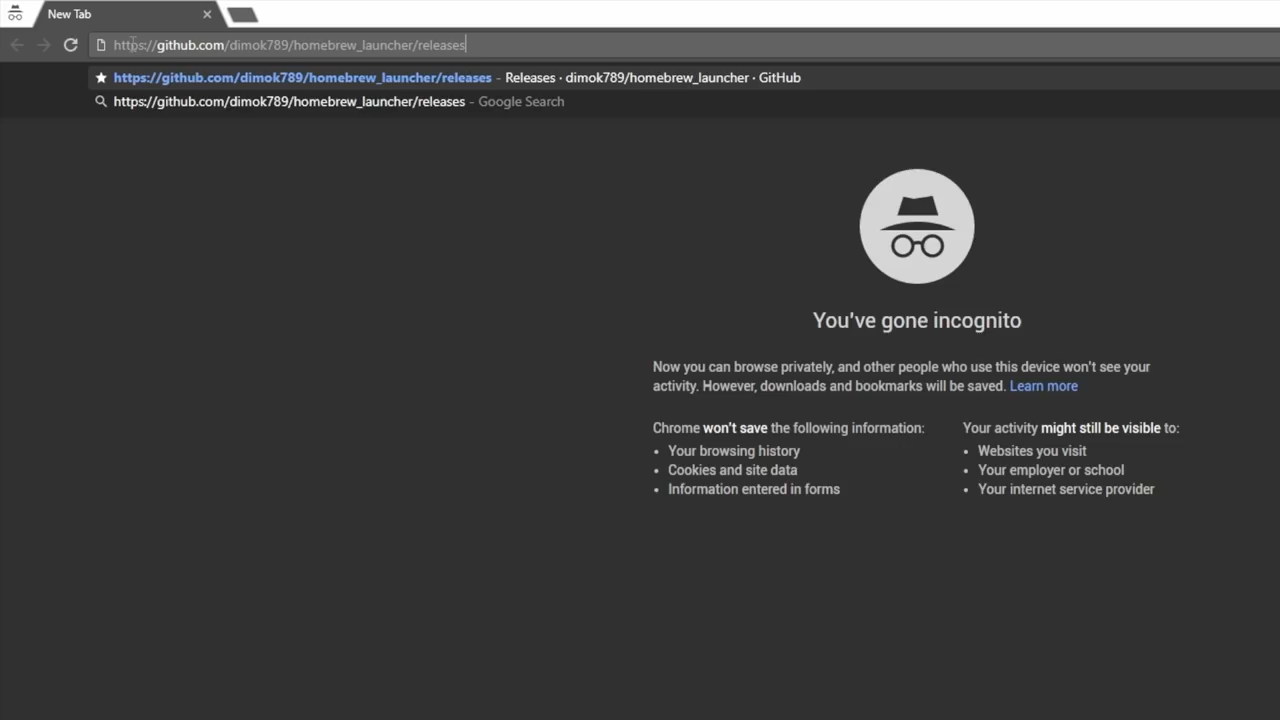 New Tab
https://github.com/dimok789/homebrew_launcher/releases
https://github.com/dimok789/homebrew_launcher/releases - Releases · dimok789/homebrew_launcher · GitHub
https://github.com/dimok789/homebrew_launcher/releases - Google Search
You've gone incognito
Now you can browse privately, and other people who use this device won't see your
activity. However, downloads and bookmarks will be saved. Learn more
Chrome won't save the following information:
• Your browsing history
• Cookies and site data
• Information entered in forms
Your activity might still be visible to:
• Websites you visit
• Your employer or school
• Your internet service provider